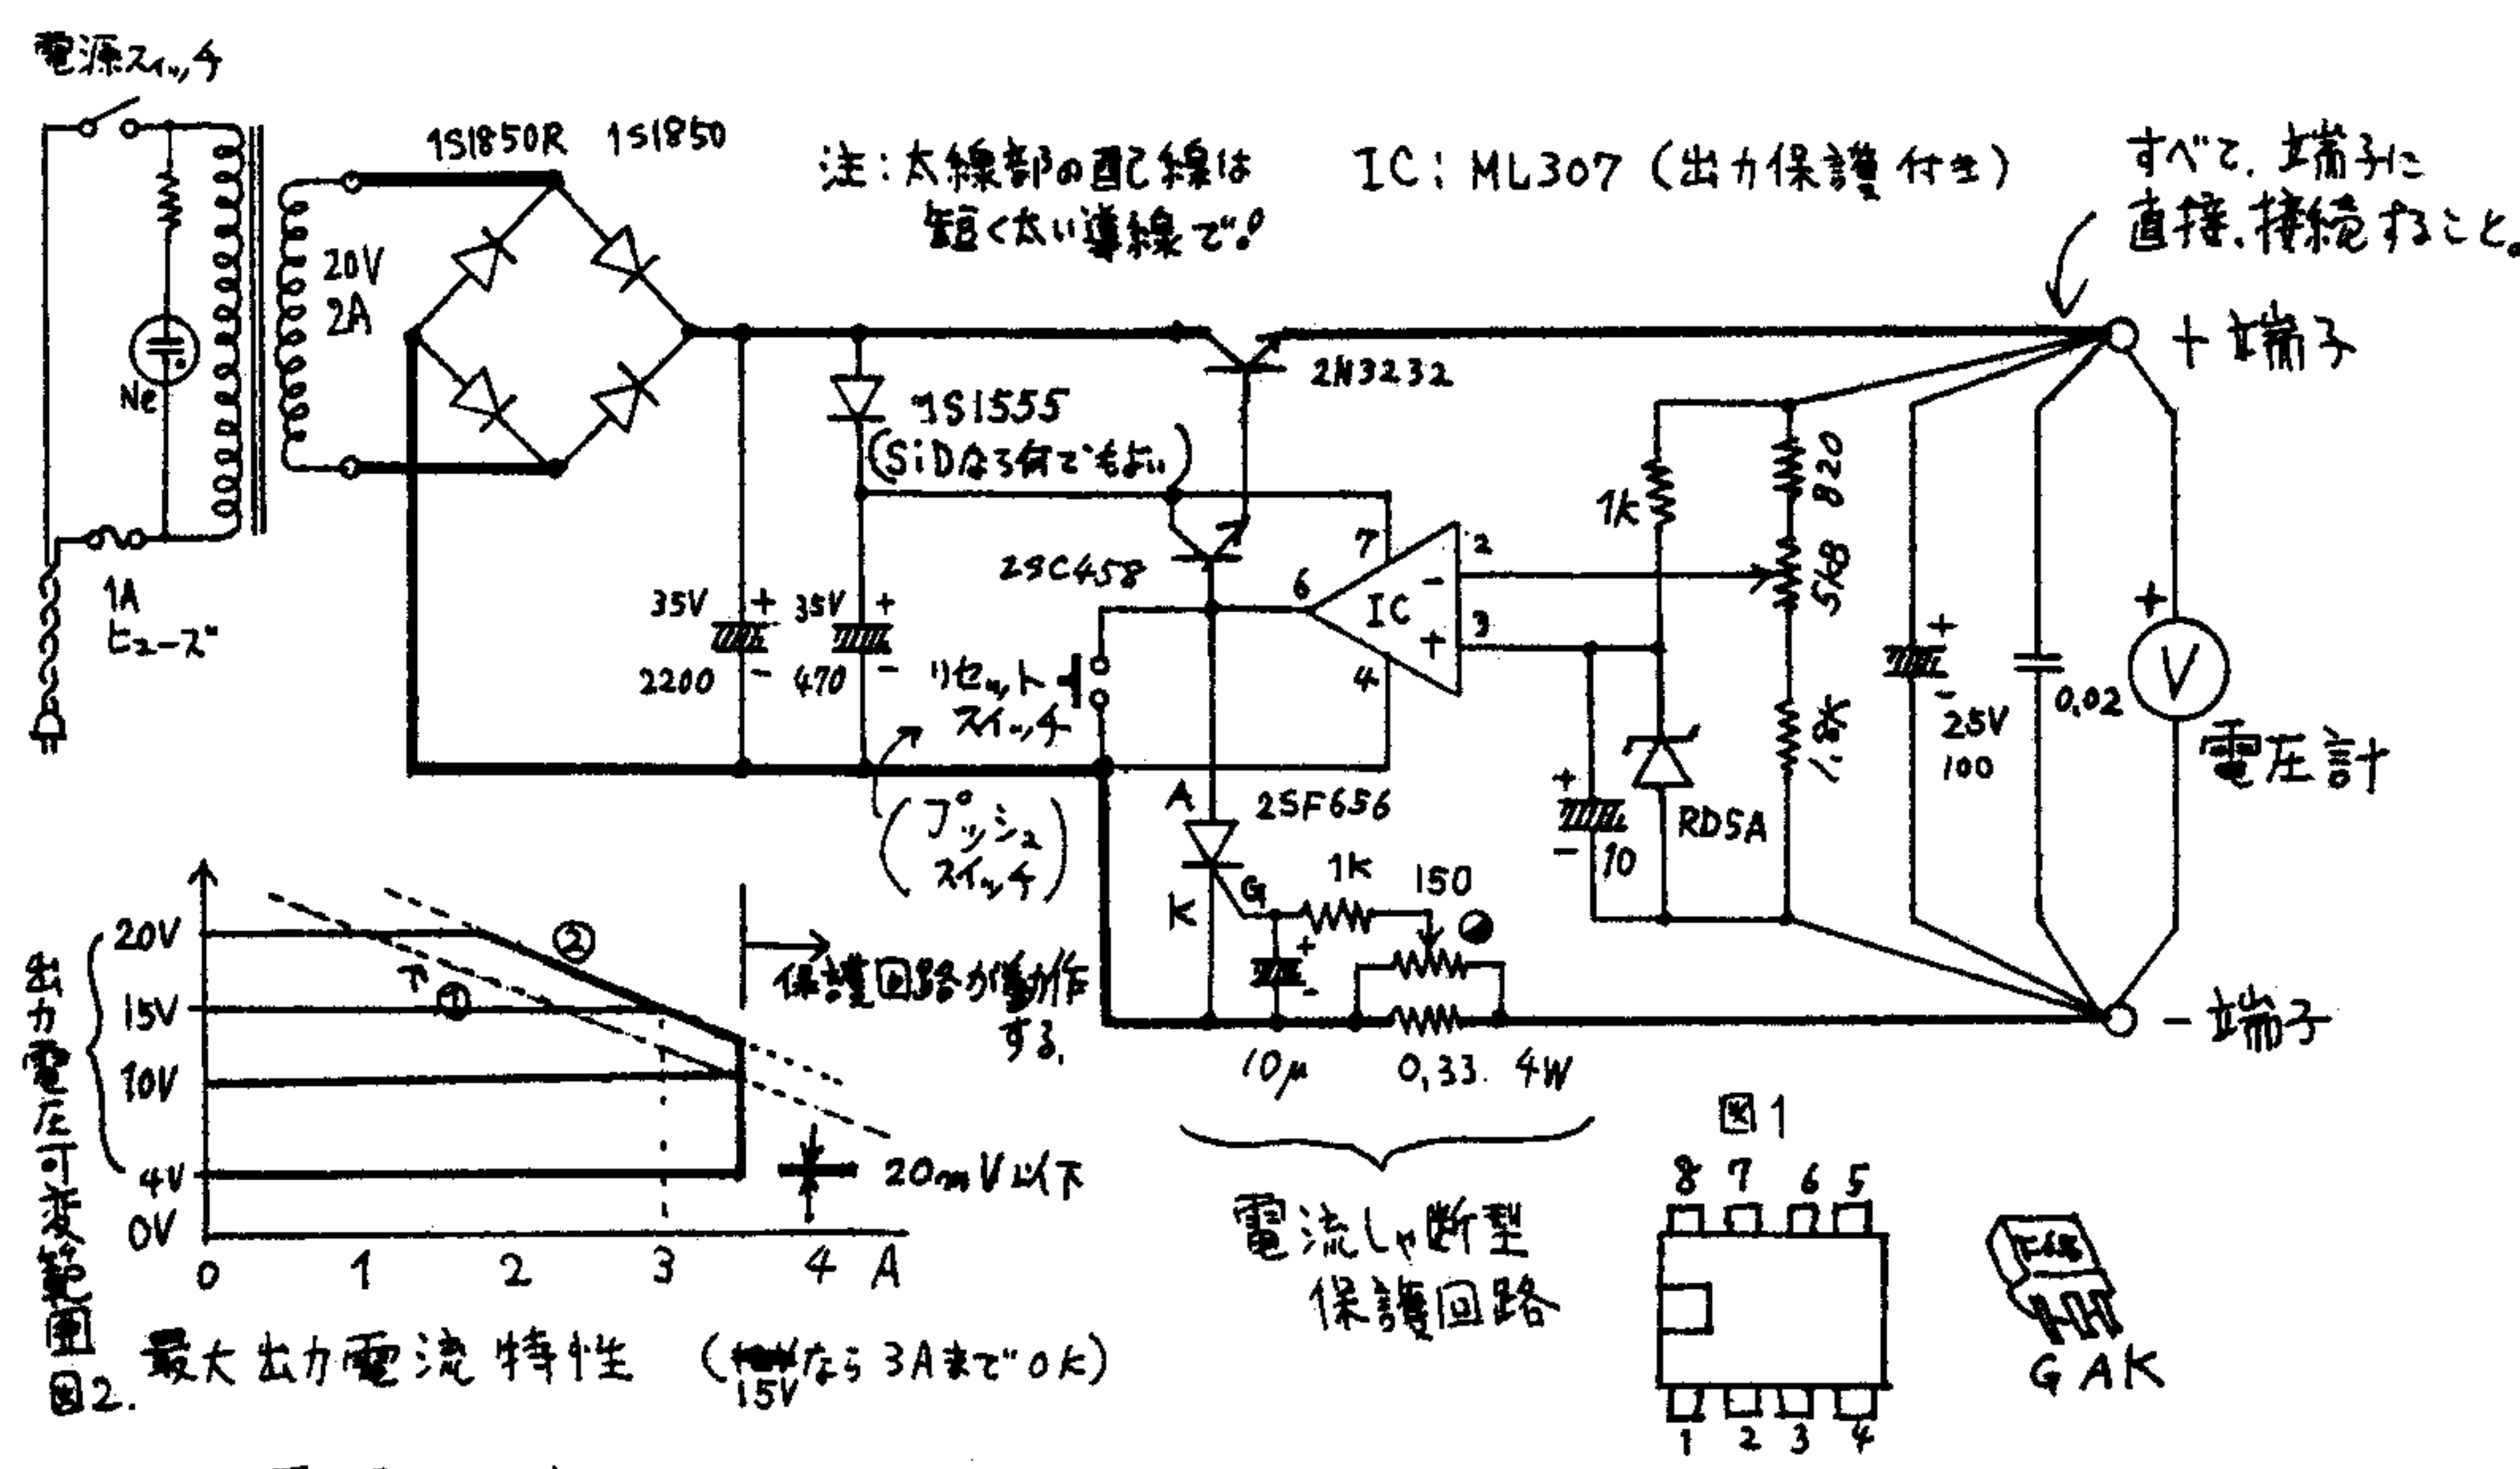 電源スイッチ
1S1850R 1S1850
注:太線部の配線は
短く太い導線で!
IC: ML307 (出力保護付き)
すべて、端子に
直接、接続すること。
20V
2A
Ne
+端子
2N3232
1S1555
(SiDなら何でもよい)
1k
820
2SC458
7
2
6
IC
-
+
3
4
5kB
1A
ヒューズ
35V +
2200 -
35V +
470 -
リセット
スイッチ
(プッシュ
スイッチ)
1.8k
+
-
25V
100
0.02
+
V
電圧計
A
2SF656
K
G
1k
150
+
-
10
RD5A
+
-
10μ
0.33 4W
-端子
電流しゃ断型
保護回路
出力電圧可変範囲
20V
15V
10V
4V
0V
②
①
保護回路が働作
する、
20mV以下
0 1 2 3 4 A
図2. 最大出力電流特性 (15Vなら3AまでOK)
図1
8 7 6 5
1 2 3 4
G A K